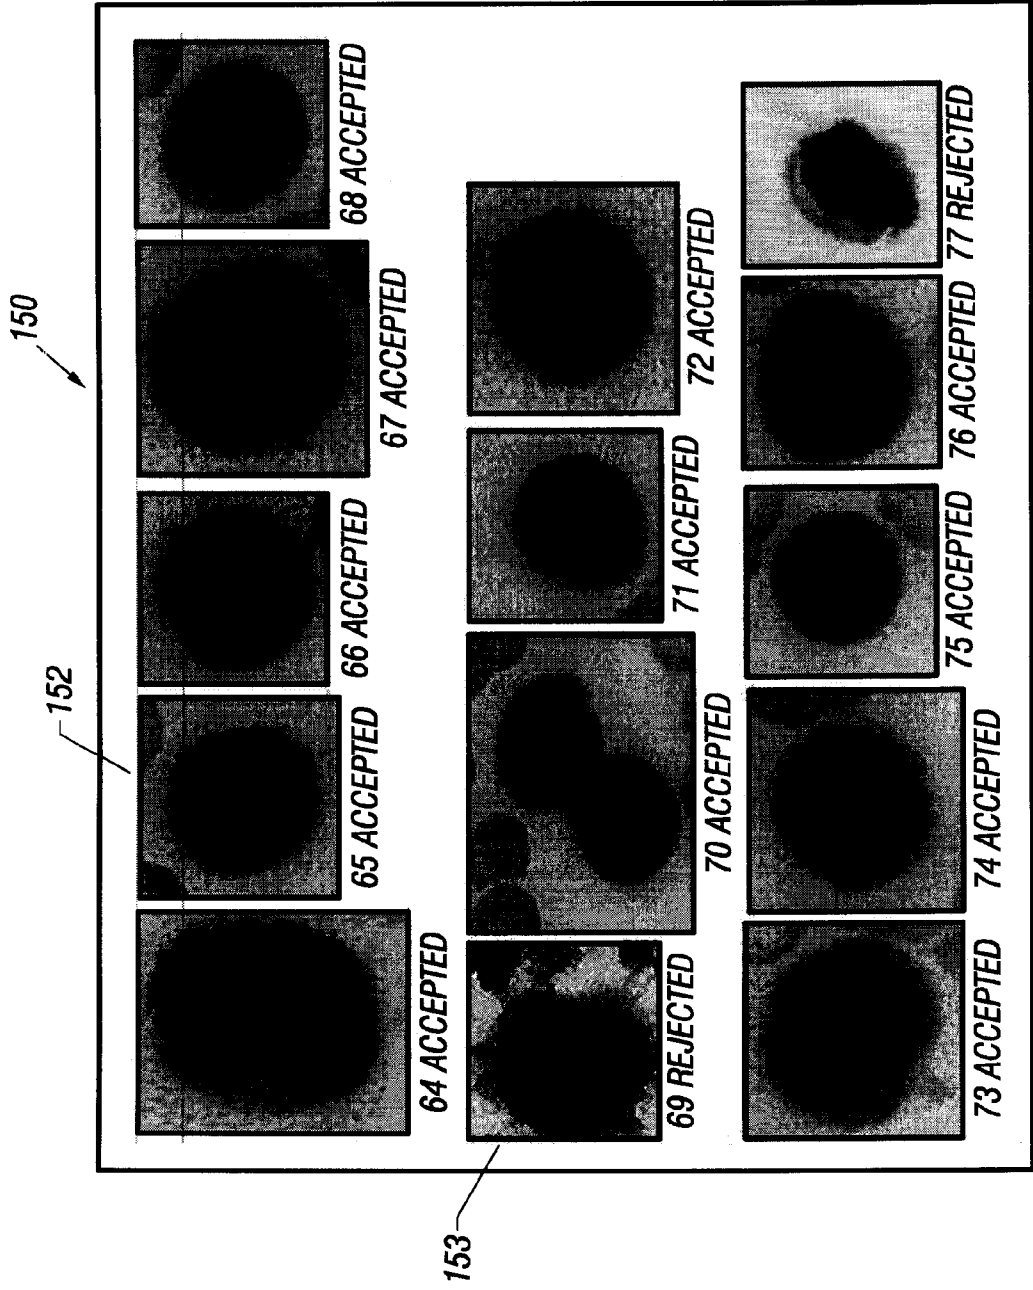 150
152
64 ACCEPTED
65 ACCEPTED
66 ACCEPTED
67 ACCEPTED
68 ACCEPTED
153
69 REJECTED
70 ACCEPTED
71 ACCEPTED
72 ACCEPTED
73 ACCEPTED
74 ACCEPTED
75 ACCEPTED
76 ACCEPTED
77 REJECTED